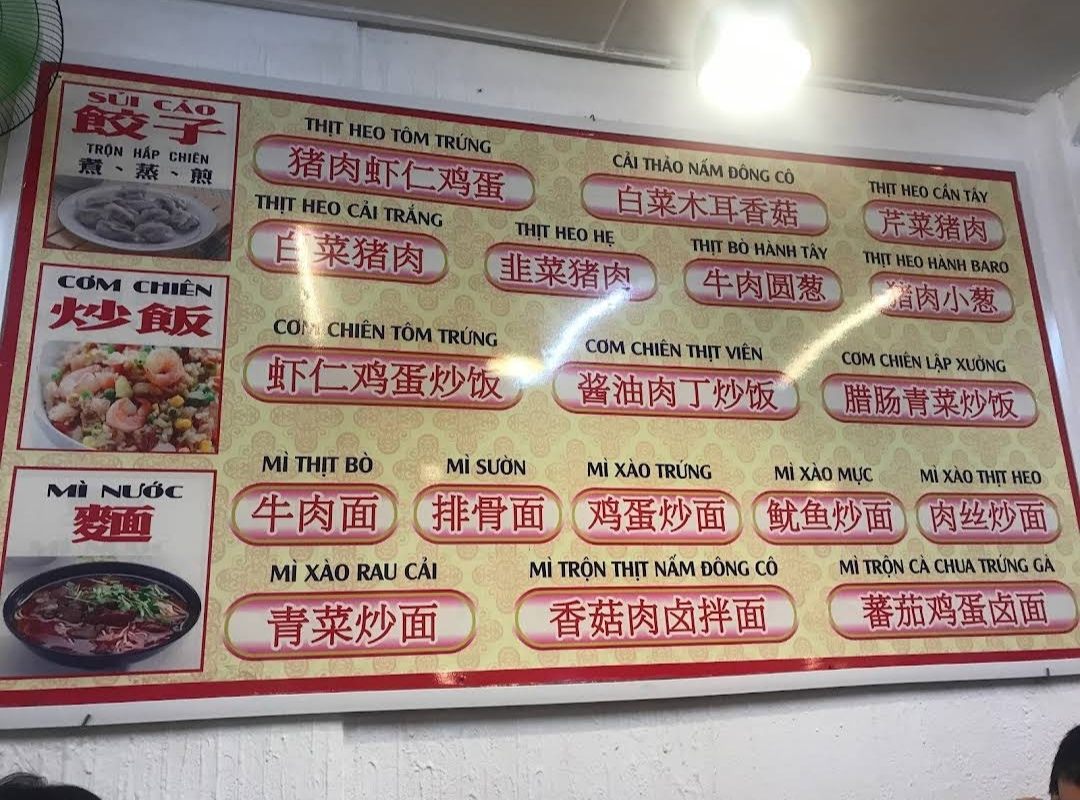 SỦI CẢO
餃子
TRỘN HẤP CHIÊN
煮、蒸、煎
THỊT HEO TÔM TRỨNG
猪肉虾仁鸡蛋
CẢI THẢO NẤM ĐÔNG CÔ
白菜木耳香菇
THỊT HEO CẦN TÂY
芹菜猪肉
THỊT HEO CẢI TRẮNG
白菜猪肉
THỊT HEO HẸ
韭菜猪肉
THỊT BÒ HÀNH TÂY
牛肉圆葱
THỊT HEO HÀNH BARO
猪肉小葱
CƠM CHIÊN
炒飯
CƠM CHIÊN TÔM TRỨNG
虾仁鸡蛋炒饭
CƠM CHIÊN THỊT VIÊN
酱油肉丁炒饭
CƠM CHIÊN LẬP XUỞNG
腊肠青菜炒饭
MÌ NƯỚC
麵
MÌ THỊT BÒ
牛肉面
MÌ SƯỜN
排骨面
MÌ XÀO TRỨNG
鸡蛋炒面
MÌ XÀO MỰC
鱿鱼炒面
MÌ XÀO THỊT HEO
肉丝炒面
MÌ XÀO RAU CẢI
青菜炒面
MÌ TRỘN THỊT NẤM ĐÔNG CÔ
香菇肉卤拌面
MÌ TRỘN CÀ CHUA TRỨNG GÀ
蕃茄鸡蛋卤面